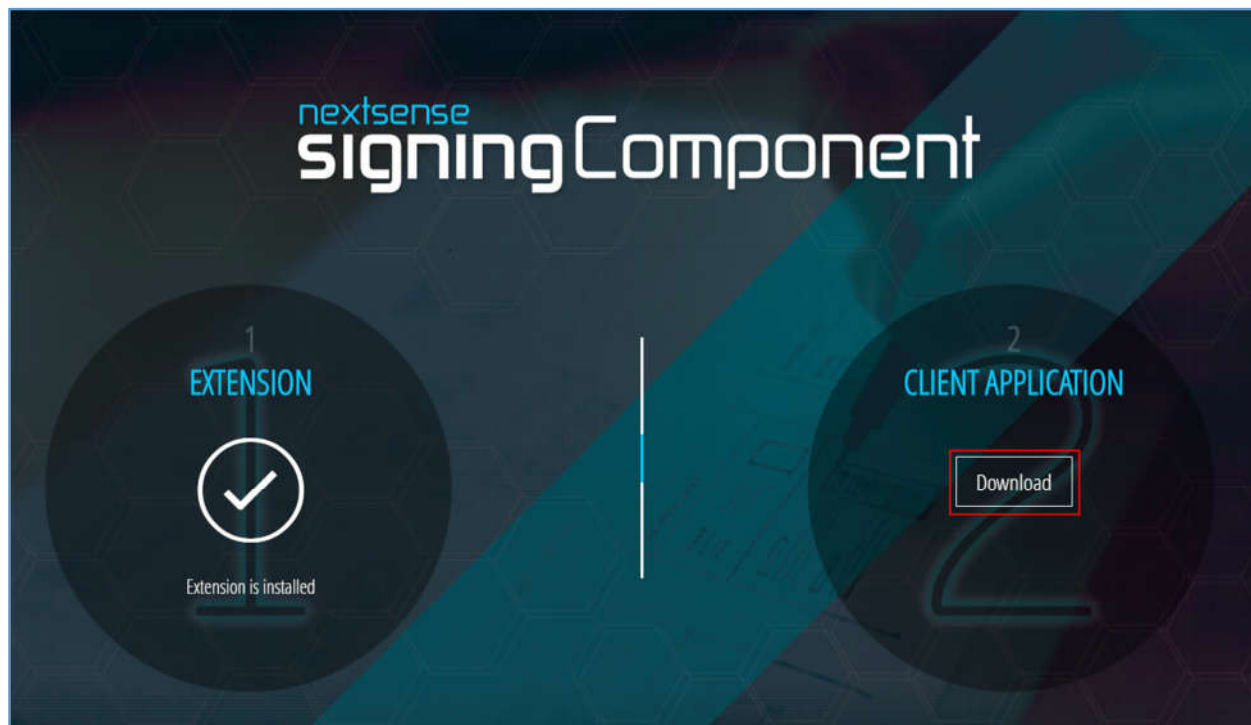 nextsense
signingComponent
1
EXTENSION
Extension is installed
2
CLIENT APPLICATION
Download